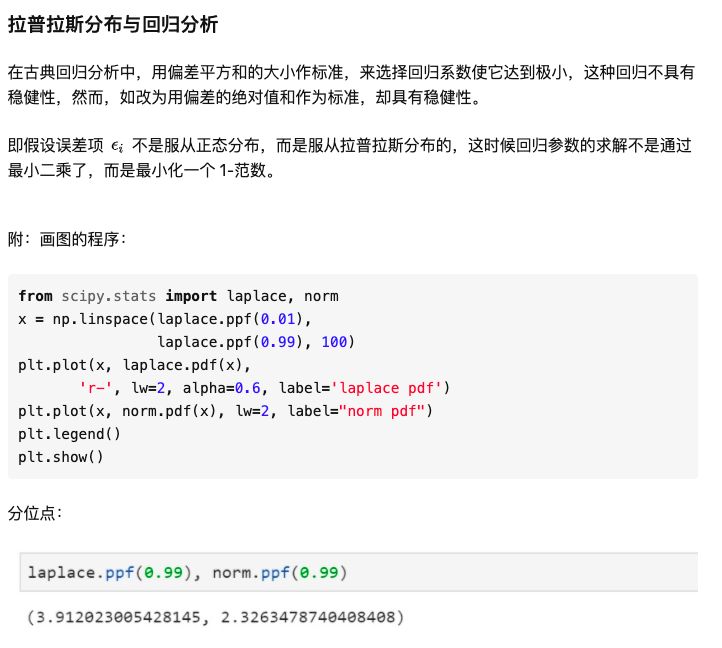 拉普拉斯分布与回归分析
在古典回归分析中，用偏差平方和的大小作标准，来选择回归系数使它达到极小，这种回归不具有
稳健性，然而，如改为用偏差的绝对值和作为标准，却具有稳健性。
即假设误差项 ϵi 不是服从正态分布，而是服从拉普拉斯分布的，这时候回归参数的求解不是通过
最小二乘了，而是最小化一个 1-范数。
附：画图的程序：
from scipy.stats import laplace, norm
x = np.linspace(laplace.ppf(0.01),
                laplace.ppf(0.99), 100)
plt.plot(x, laplace.pdf(x),
       'r-', lw=2, alpha=0.6, label='laplace pdf')
plt.plot(x, norm.pdf(x), lw=2, label="norm pdf")
plt.legend()
plt.show()
分位点：
laplace.ppf(0.99), norm.ppf(0.99)
(3.912023005428145, 2.3263478740408408)